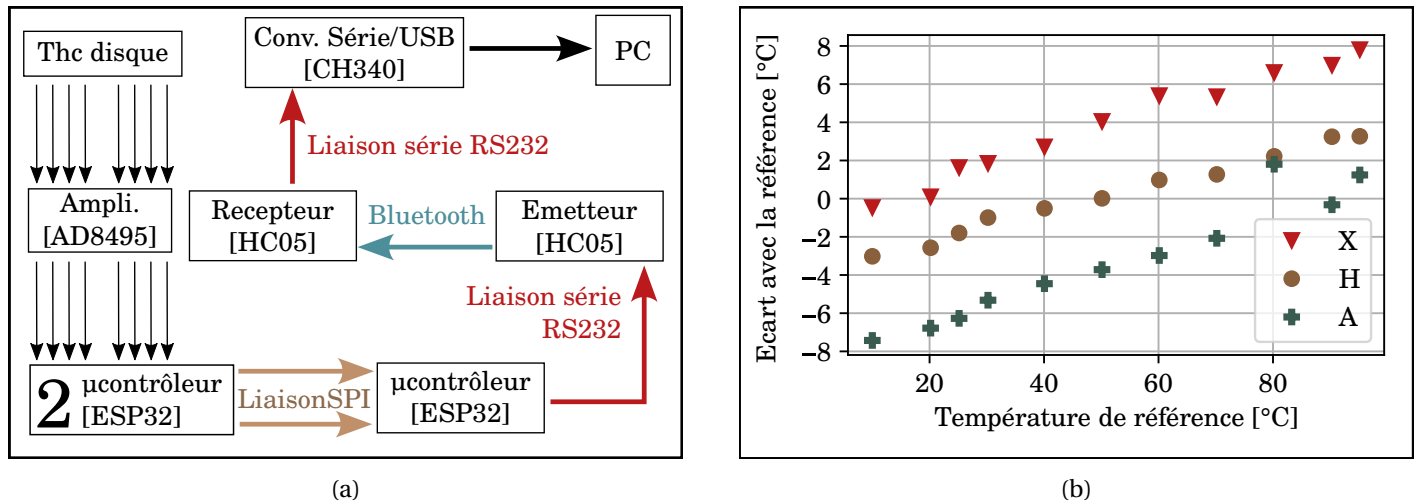 Thc disque
Conv. Série/USB
[CH340]
PC
Liaison série RS232
Ampli.
[AD8495]
Recepteur
[HC05]
Bluetooth
Emetteur
[HC05]
Liaison série
RS232
2 µcontrôleur
[ESP32]
LiaisonSPI
µcontrôleur
[ESP32]
(a)
Ecart avec la référence [°C]
8
6
4
2
0
−2
−4
−6
−8
X
H
A
20
40
60
80
Température de référence [°C]
(b)